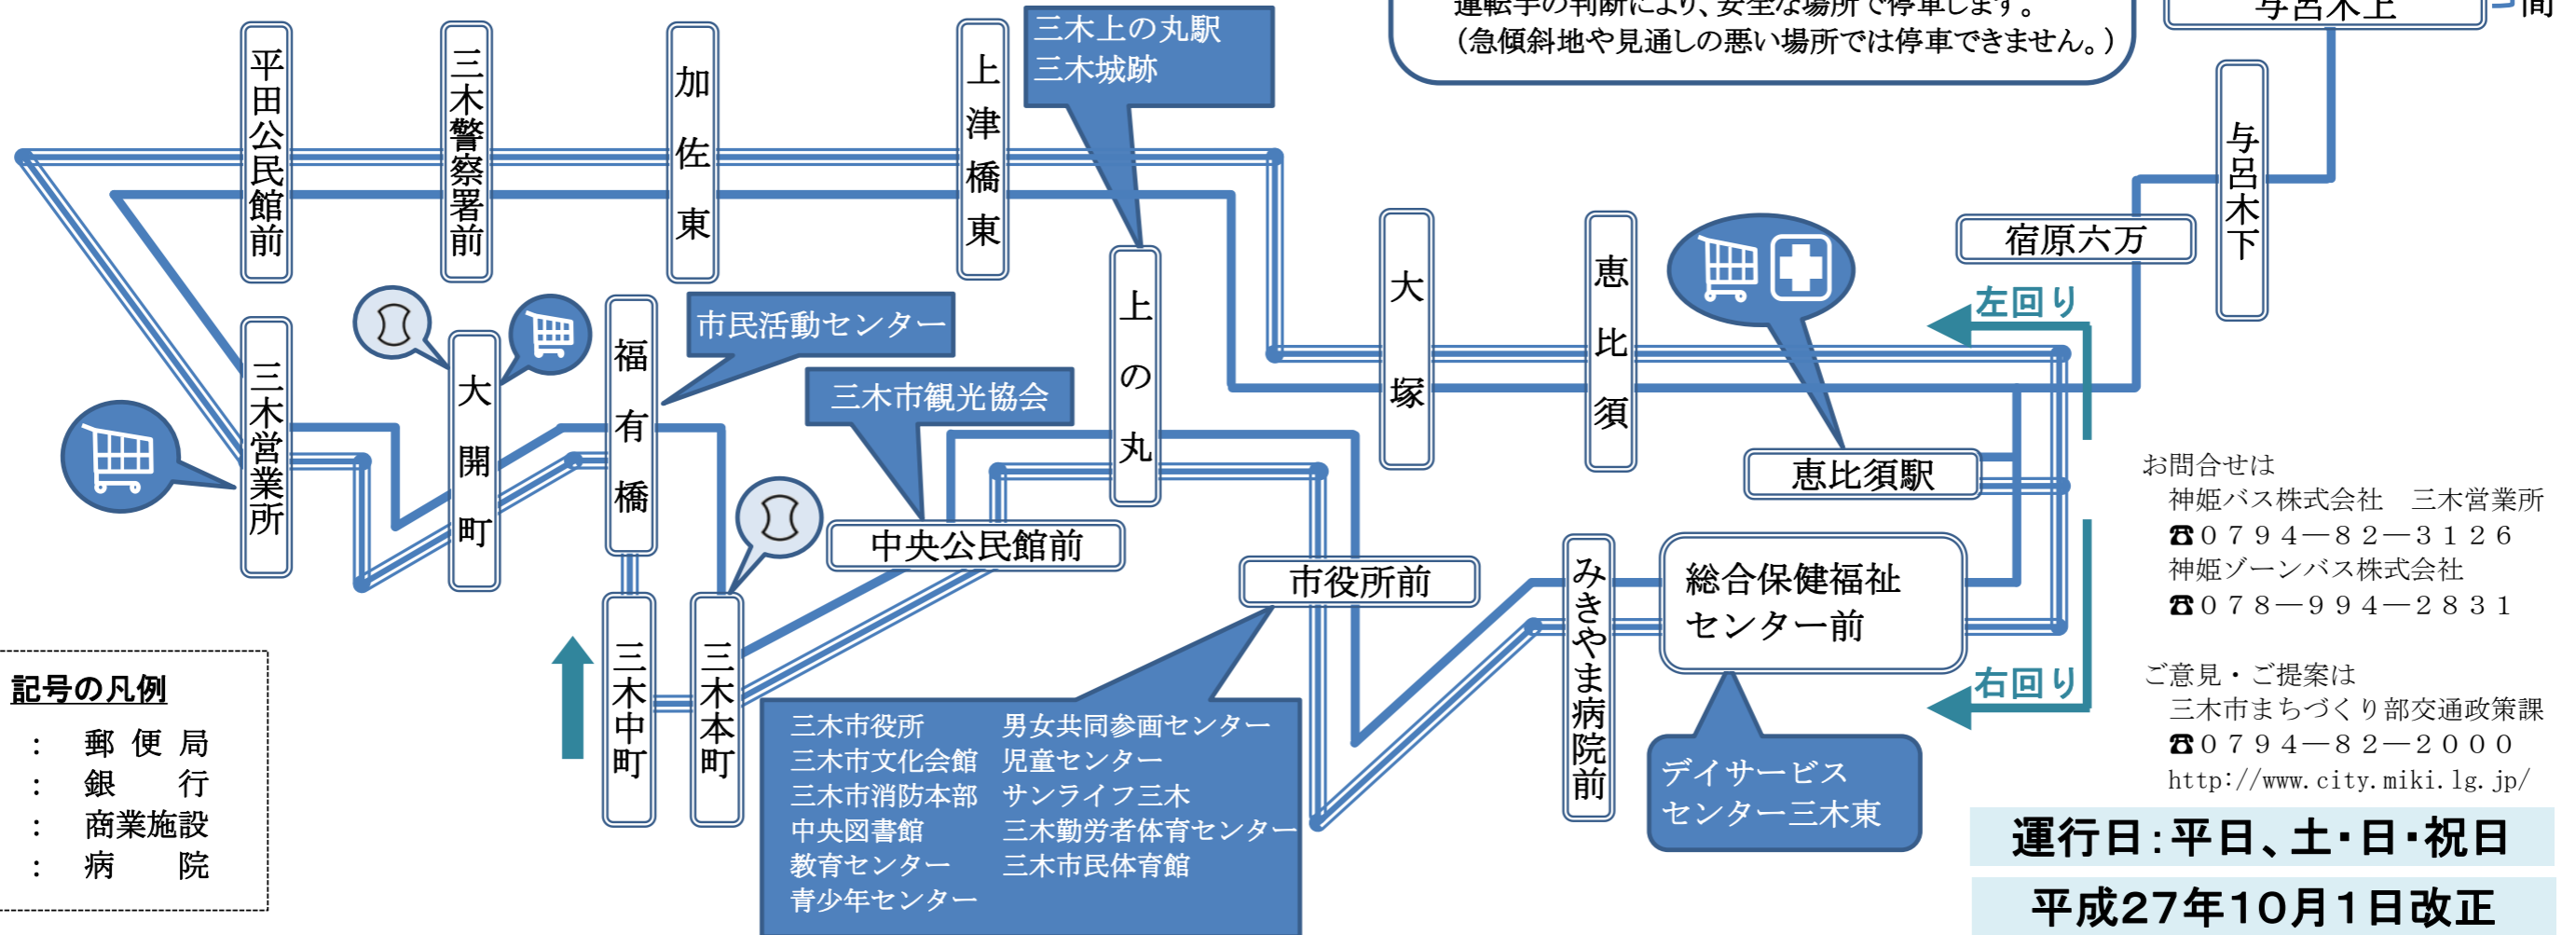 運転手の判断により、安全な場所で停車します。
（急傾斜地や見通しの悪い場所では停車できません。）
与呂木上
間
与呂木下
宿原六万
三木上の丸駅
三木城跡
平田公民館前
三木警察署前
加佐東
上津橋東
大塚
恵比須
恵比須駅
左回り
右回り
三木営業所
大開町
福有橋
市民活動センター
三木市観光協会
上の丸
中央公民館前
市役所前
みきやま病院前
総合保健福祉
センター前
デイサービス
センター三木東
三木中町
三木本町
三木市役所　男女共同参画センター
三木市文化会館　児童センター
三木市消防本部　サンライフ三木
中央図書館　三木勤労者体育センター
教育センター　三木市民体育館
青少年センター
記号の凡例
：　郵便局
：　銀行
：　商業施設
：　病院
お問合せは
神姫バス株式会社　三木営業所
☎０７９４―８２―３１２６
神姫ゾーンバス株式会社
☎０７８―９９４―２８３１
ご意見・ご提案は
三木市まちづくり部交通政策課
☎０７９４―８２―２０００
http://www.city.miki.lg.jp/
運行日：平日、土・日・祝日
平成27年10月1日改正